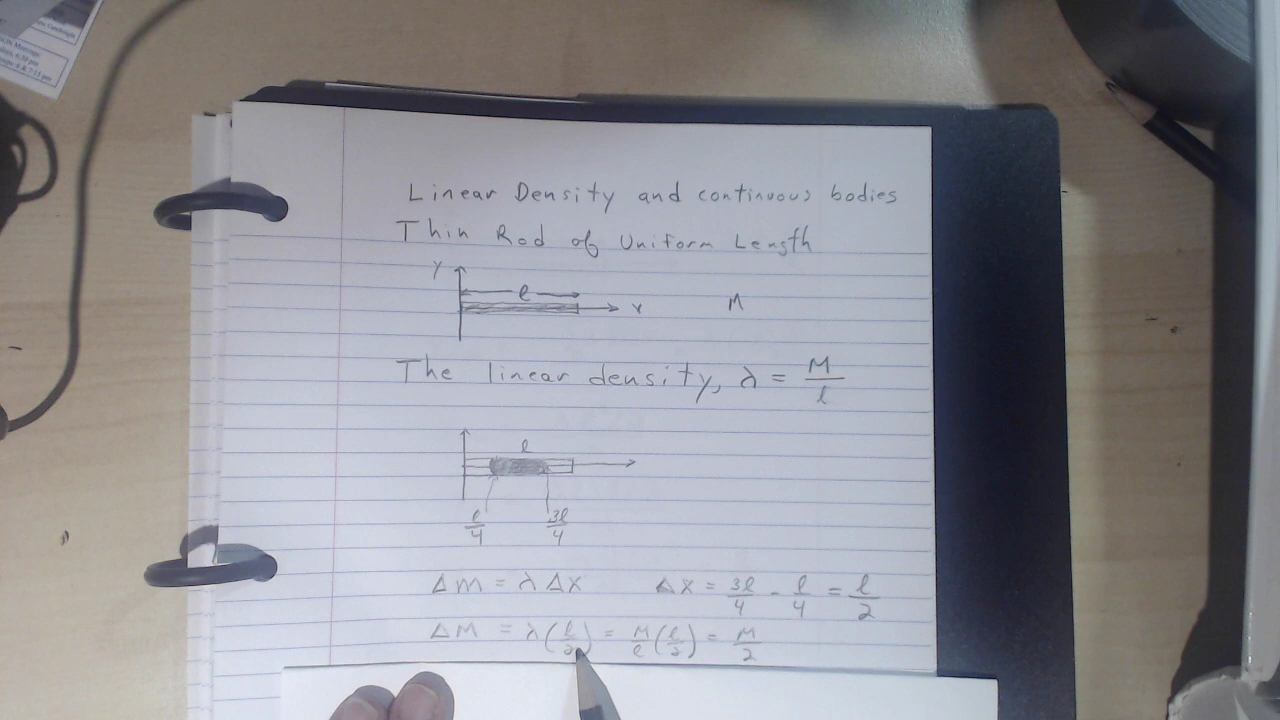 Linear Density and continuous bodies
Thin Rod of Uniform Length
Y
l
x
M
The linear density, λ = M/l
l
l/4 3l/4
Δm = λΔx Δx = 3l/4 - l/4 = l/2
ΔM = λ(l/2) = M/l(l/2) = M/2